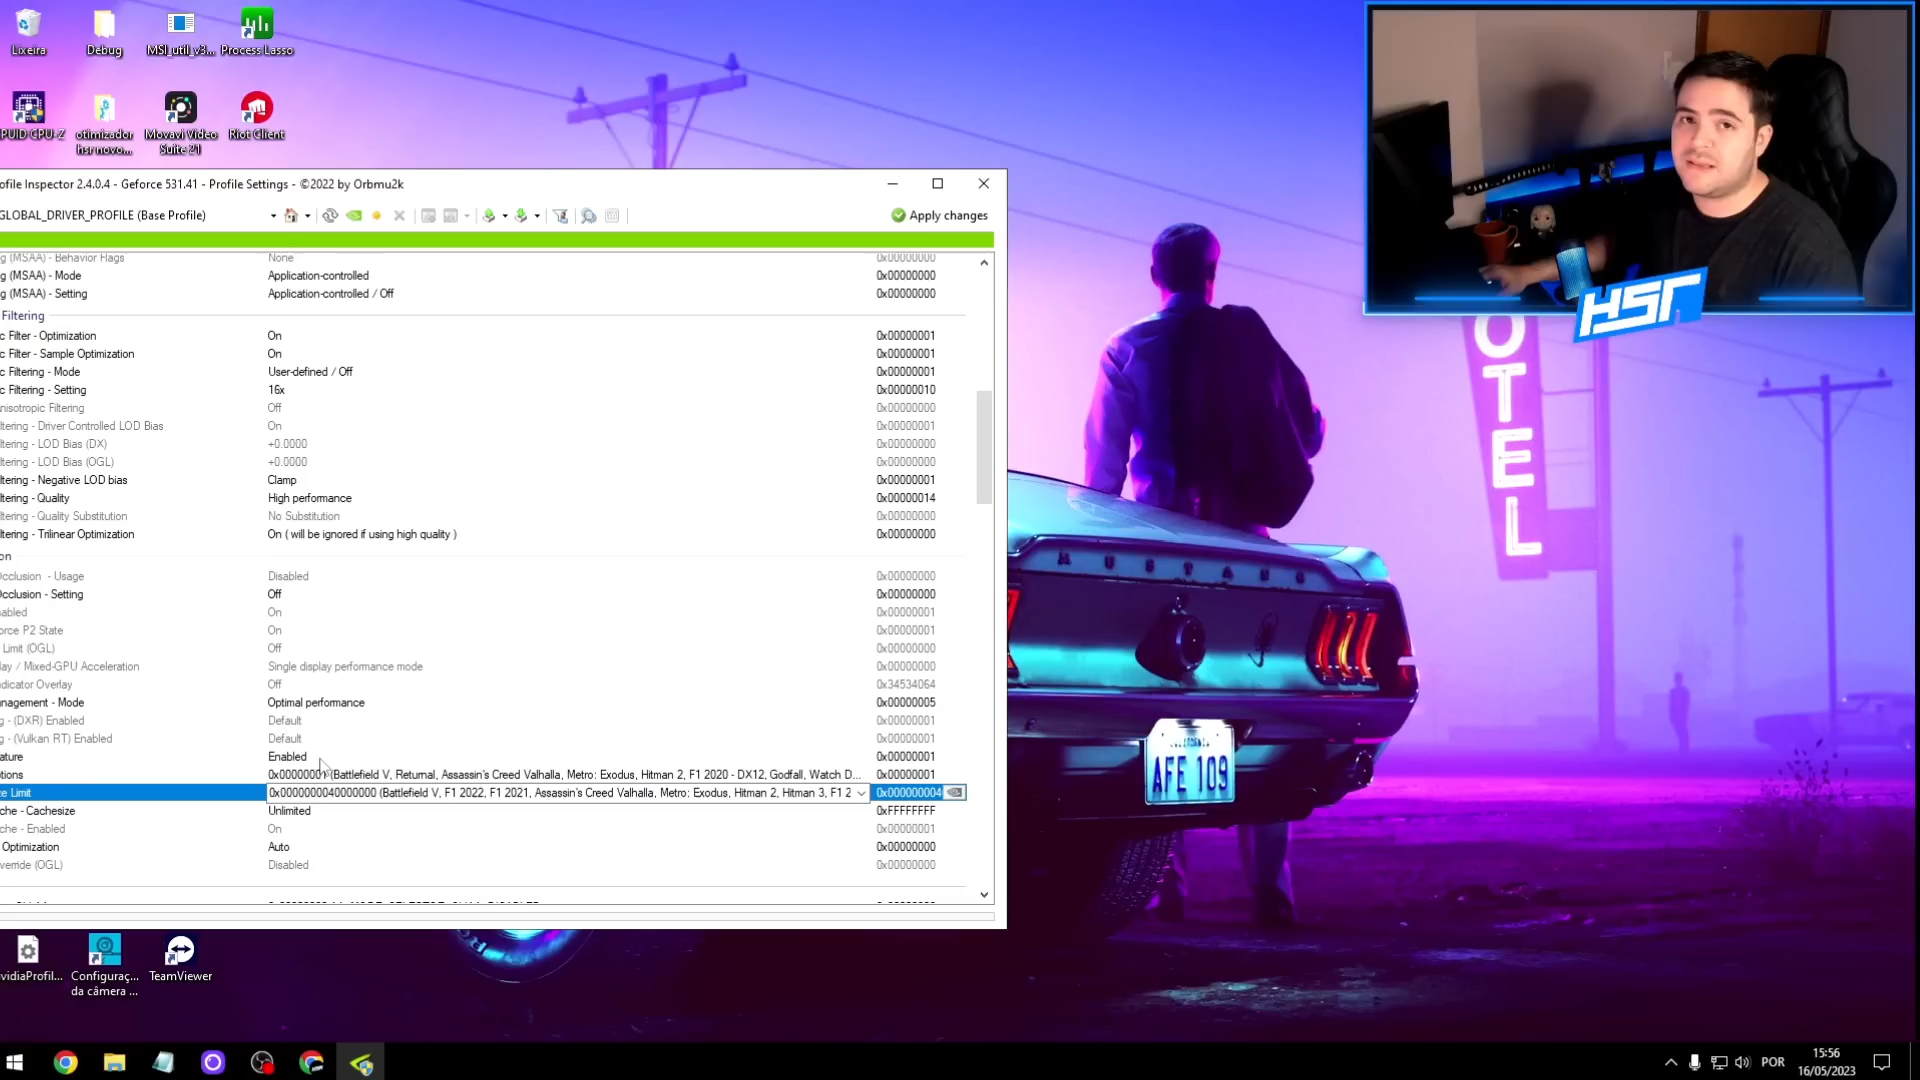 Lixeira
Debug
MSI_util_v3...
Process Lasso
PUID CPU-Z
otimizador
hsr novo...
Movavi Video
Suite 21
Riot Client
ofile Inspector 2.4.0.4 - Geforce 531.41 - Profile Settings - ©2022 by Orbmu2k
GLOBAL_DRIVER_PROFILE (Base Profile)
Apply changes
g (MSAA) - Behavior Flags None 0x00000000
g (MSAA) - Mode Application-controlled 0x00000000
g (MSAA) - Setting Application-controlled / Off 0x00000000
Filtering
c Filter - Optimization On 0x00000001
c Filter - Sample Optimization On 0x00000001
c Filtering - Mode User-defined / Off 0x00000001
c Filtering - Setting 16x 0x00000010
nisotropic Filtering Off 0x00000000
ltering - Driver Controlled LOD Bias On 0x00000001
ltering - LOD Bias (DX) +0.0000 0x00000000
ltering - LOD Bias (OGL) +0.0000 0x00000000
ltering - Negative LOD bias Clamp 0x00000001
ltering - Quality High performance 0x00000014
ltering - Quality Substitution No Substitution 0x00000000
ltering - Trilinear Optimization On ( will be ignored if using high quality ) 0x00000000
on
Occlusion - Usage Disabled 0x00000000
Occlusion - Setting Off 0x00000000
abled On 0x00000001
orce P2 State On 0x00000001
Limit (OGL) Off 0x00000000
lay / Mixed-GPU Acceleration Single display performance mode 0x00000000
dicator Overlay Off 0x34534064
nagement - Mode Optimal performance 0x00000005
g - (DXR) Enabled Default 0x00000001
g - (Vulkan RT) Enabled Default 0x00000001
ature Enabled 0x00000001
tions 0x00000001 (Battlefield V, Returnal, Assassin's Creed Valhalla, Metro: Exodus, Hitman 2, F1 2020 - DX12, Godfall, Watch D... 0x00000001
ze Limit 0x0000000040000000 (Battlefield V, F1 2022, F1 2021, Assassin's Creed Valhalla, Metro: Exodus, Hitman 2, Hitman 3, F1 2 0x000000004
che - Cachesize Unlimited 0xFFFFFFFF
che - Enabled On 0x00000001
Optimization Auto 0x00000000
verride (OGL) Disabled 0x00000000
HSR
OTEL
MUSTANG
CALIFORNIA
AFE 109
vidiaProfil...
Configuraç...
da câmera ...
TeamViewer
POR
15:56
16/05/2023